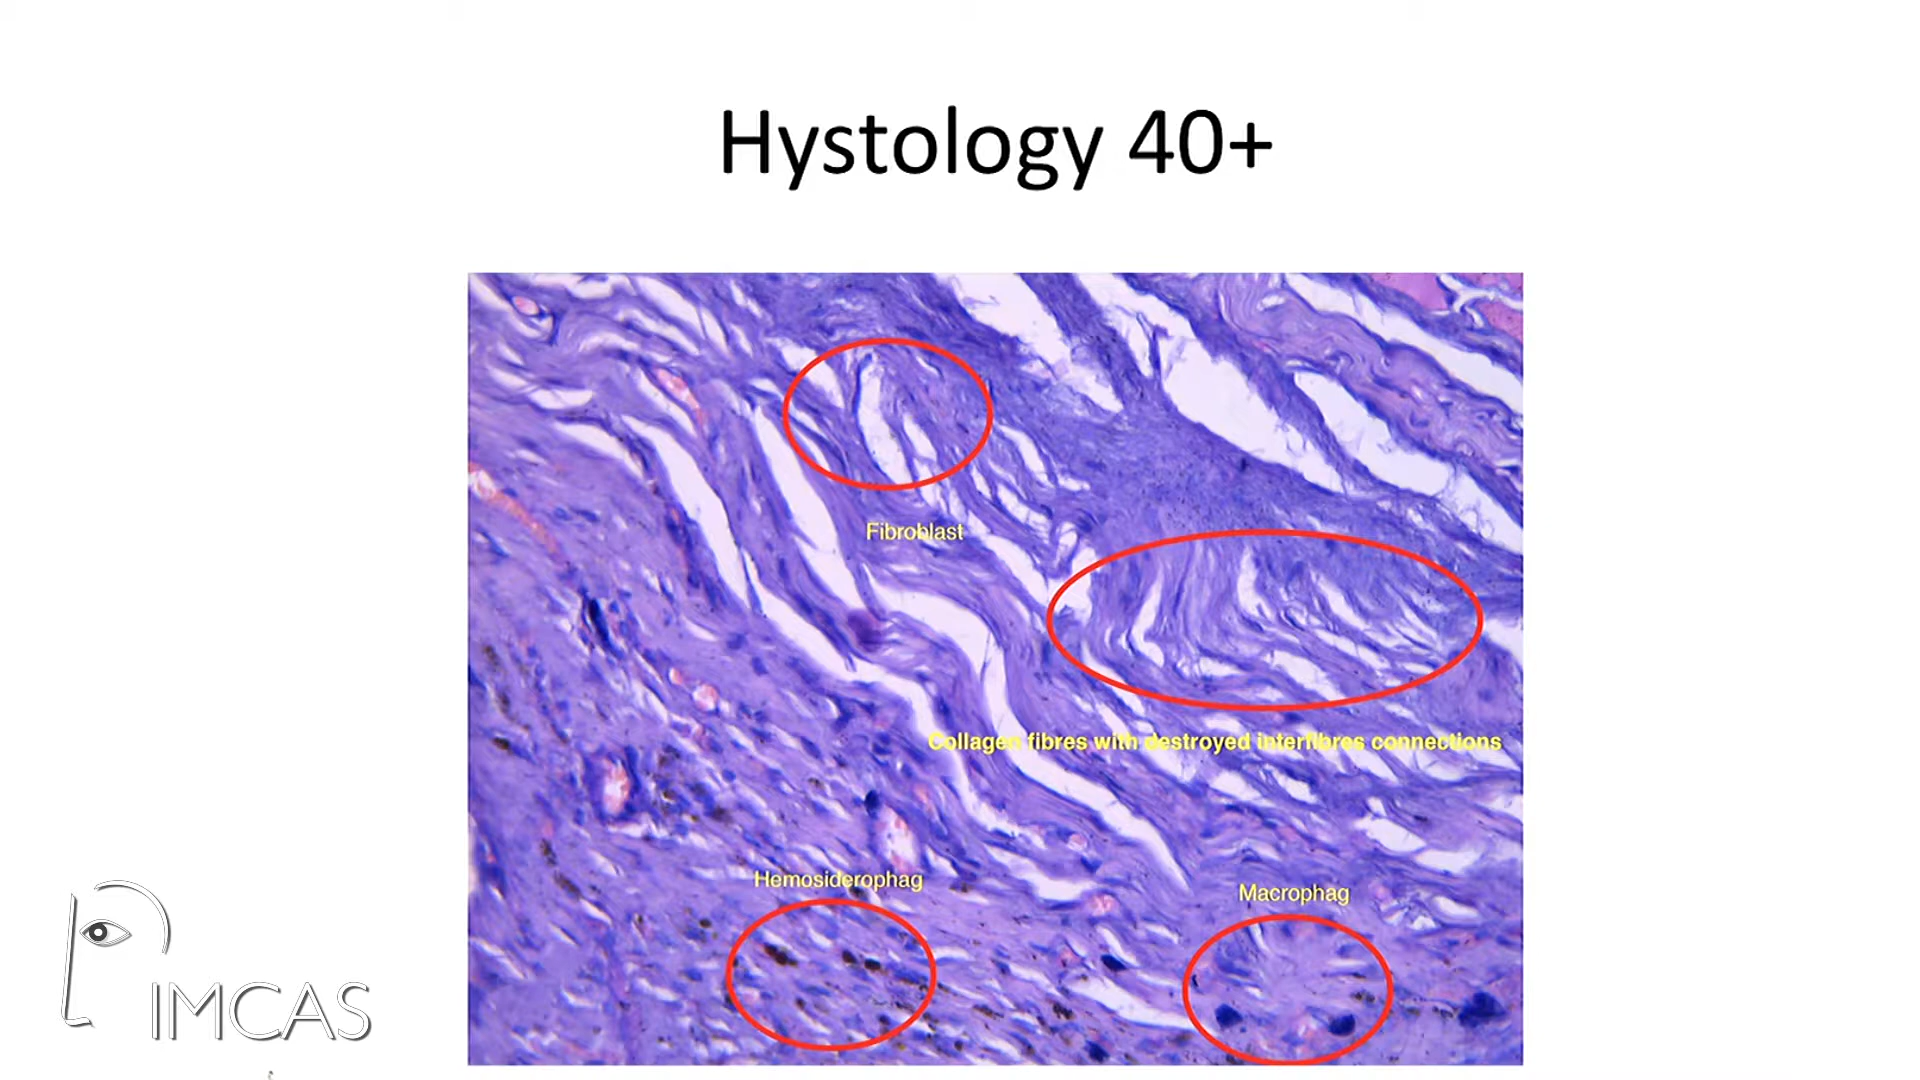 Hystology 40+
Fibroblast
Collagen fibres with destroyed interfibres connections
Hemosiderophag
Macrophag
IMCAS